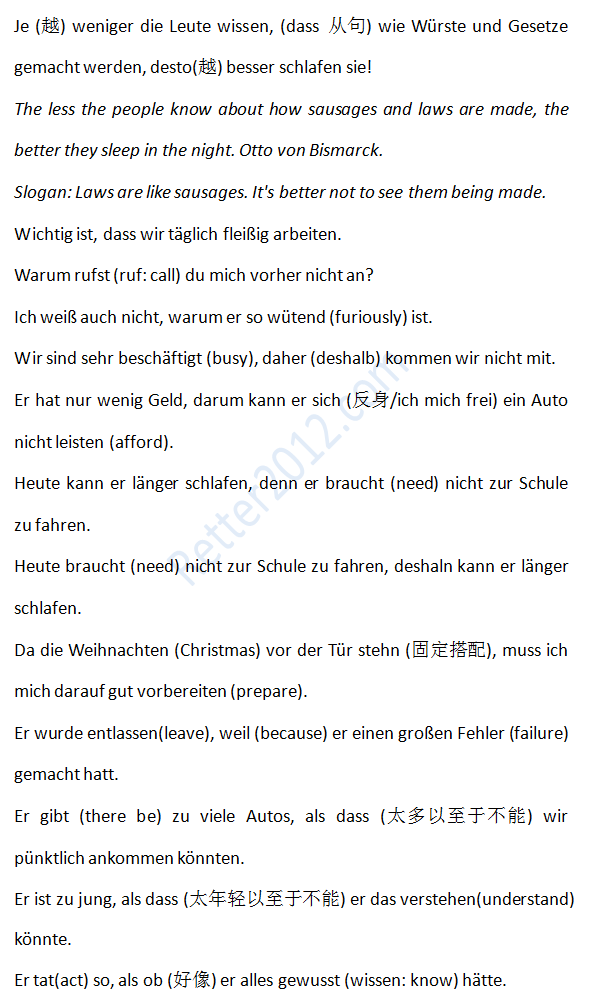 Je (越) weniger die Leute wissen, (dass 从句) wie Würste und Gesetze
gemacht werden, desto(越) besser schlafen sie!
The less the people know about how sausages and laws are made, the
better they sleep in the night. Otto von Bismarck.
Slogan: Laws are like sausages. It's better not to see them being made.
Wichtig ist, dass wir täglich fleißig arbeiten.
Warum rufst (ruf: call) du mich vorher nicht an?
Ich weiß auch nicht, warum er so wütend (furiously) ist.
Wir sind sehr beschäftigt (busy), daher (deshalb) kommen wir nicht mit.
Er hat nur wenig Geld, darum kann er sich (反身/ich mich frei) ein Auto
nicht leisten (afford).
Heute kann er länger schlafen, denn er braucht (need) nicht zur Schule
zu fahren.
Heute braucht (need) nicht zur Schule zu fahren, deshaln kann er länger
schlafen.
Da die Weihnachten (Christmas) vor der Tür stehn (固定搭配), muss ich
mich darauf gut vorbereiten (prepare).
Er wurde entlassen(leave), weil (because) er einen großen Fehler (failure)
gemacht hatt.
Er gibt (there be) zu viele Autos, als dass (太多以至于不能) wir
pünktlich ankommen könnten.
Er ist zu jung, als dass (太年轻以至于不能) er das verstehen(understand)
könnte.
Er tat(act) so, als ob (好像) er alles gewusst (wissen: know) hätte.
Retter2012.com